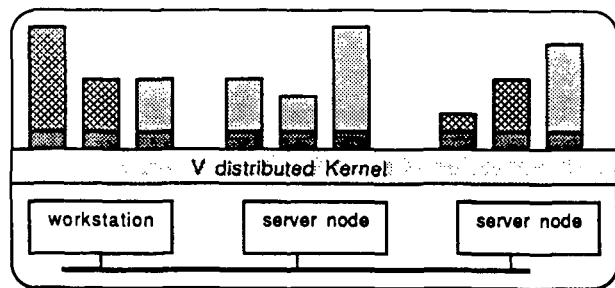 V distributed Kernel
workstation
server node
server node